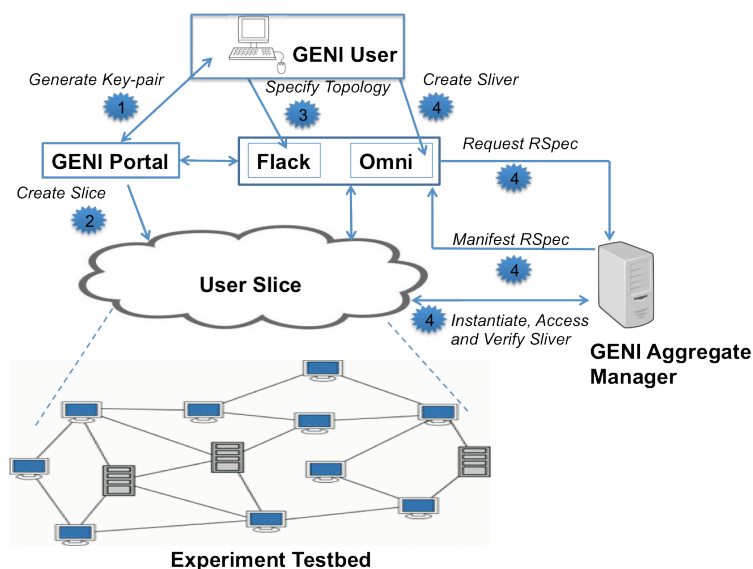 GENI User
Generate Key-pair
1
Specify Topology
3
Create Sliver
4
GENI Portal
Flack
Omni
Request RSpec
4
Create Slice
2
Manifest RSpec
4
User Slice
4
Instantiate, Access
and Verify Sliver
GENI Aggregate
Manager
Experiment Testbed